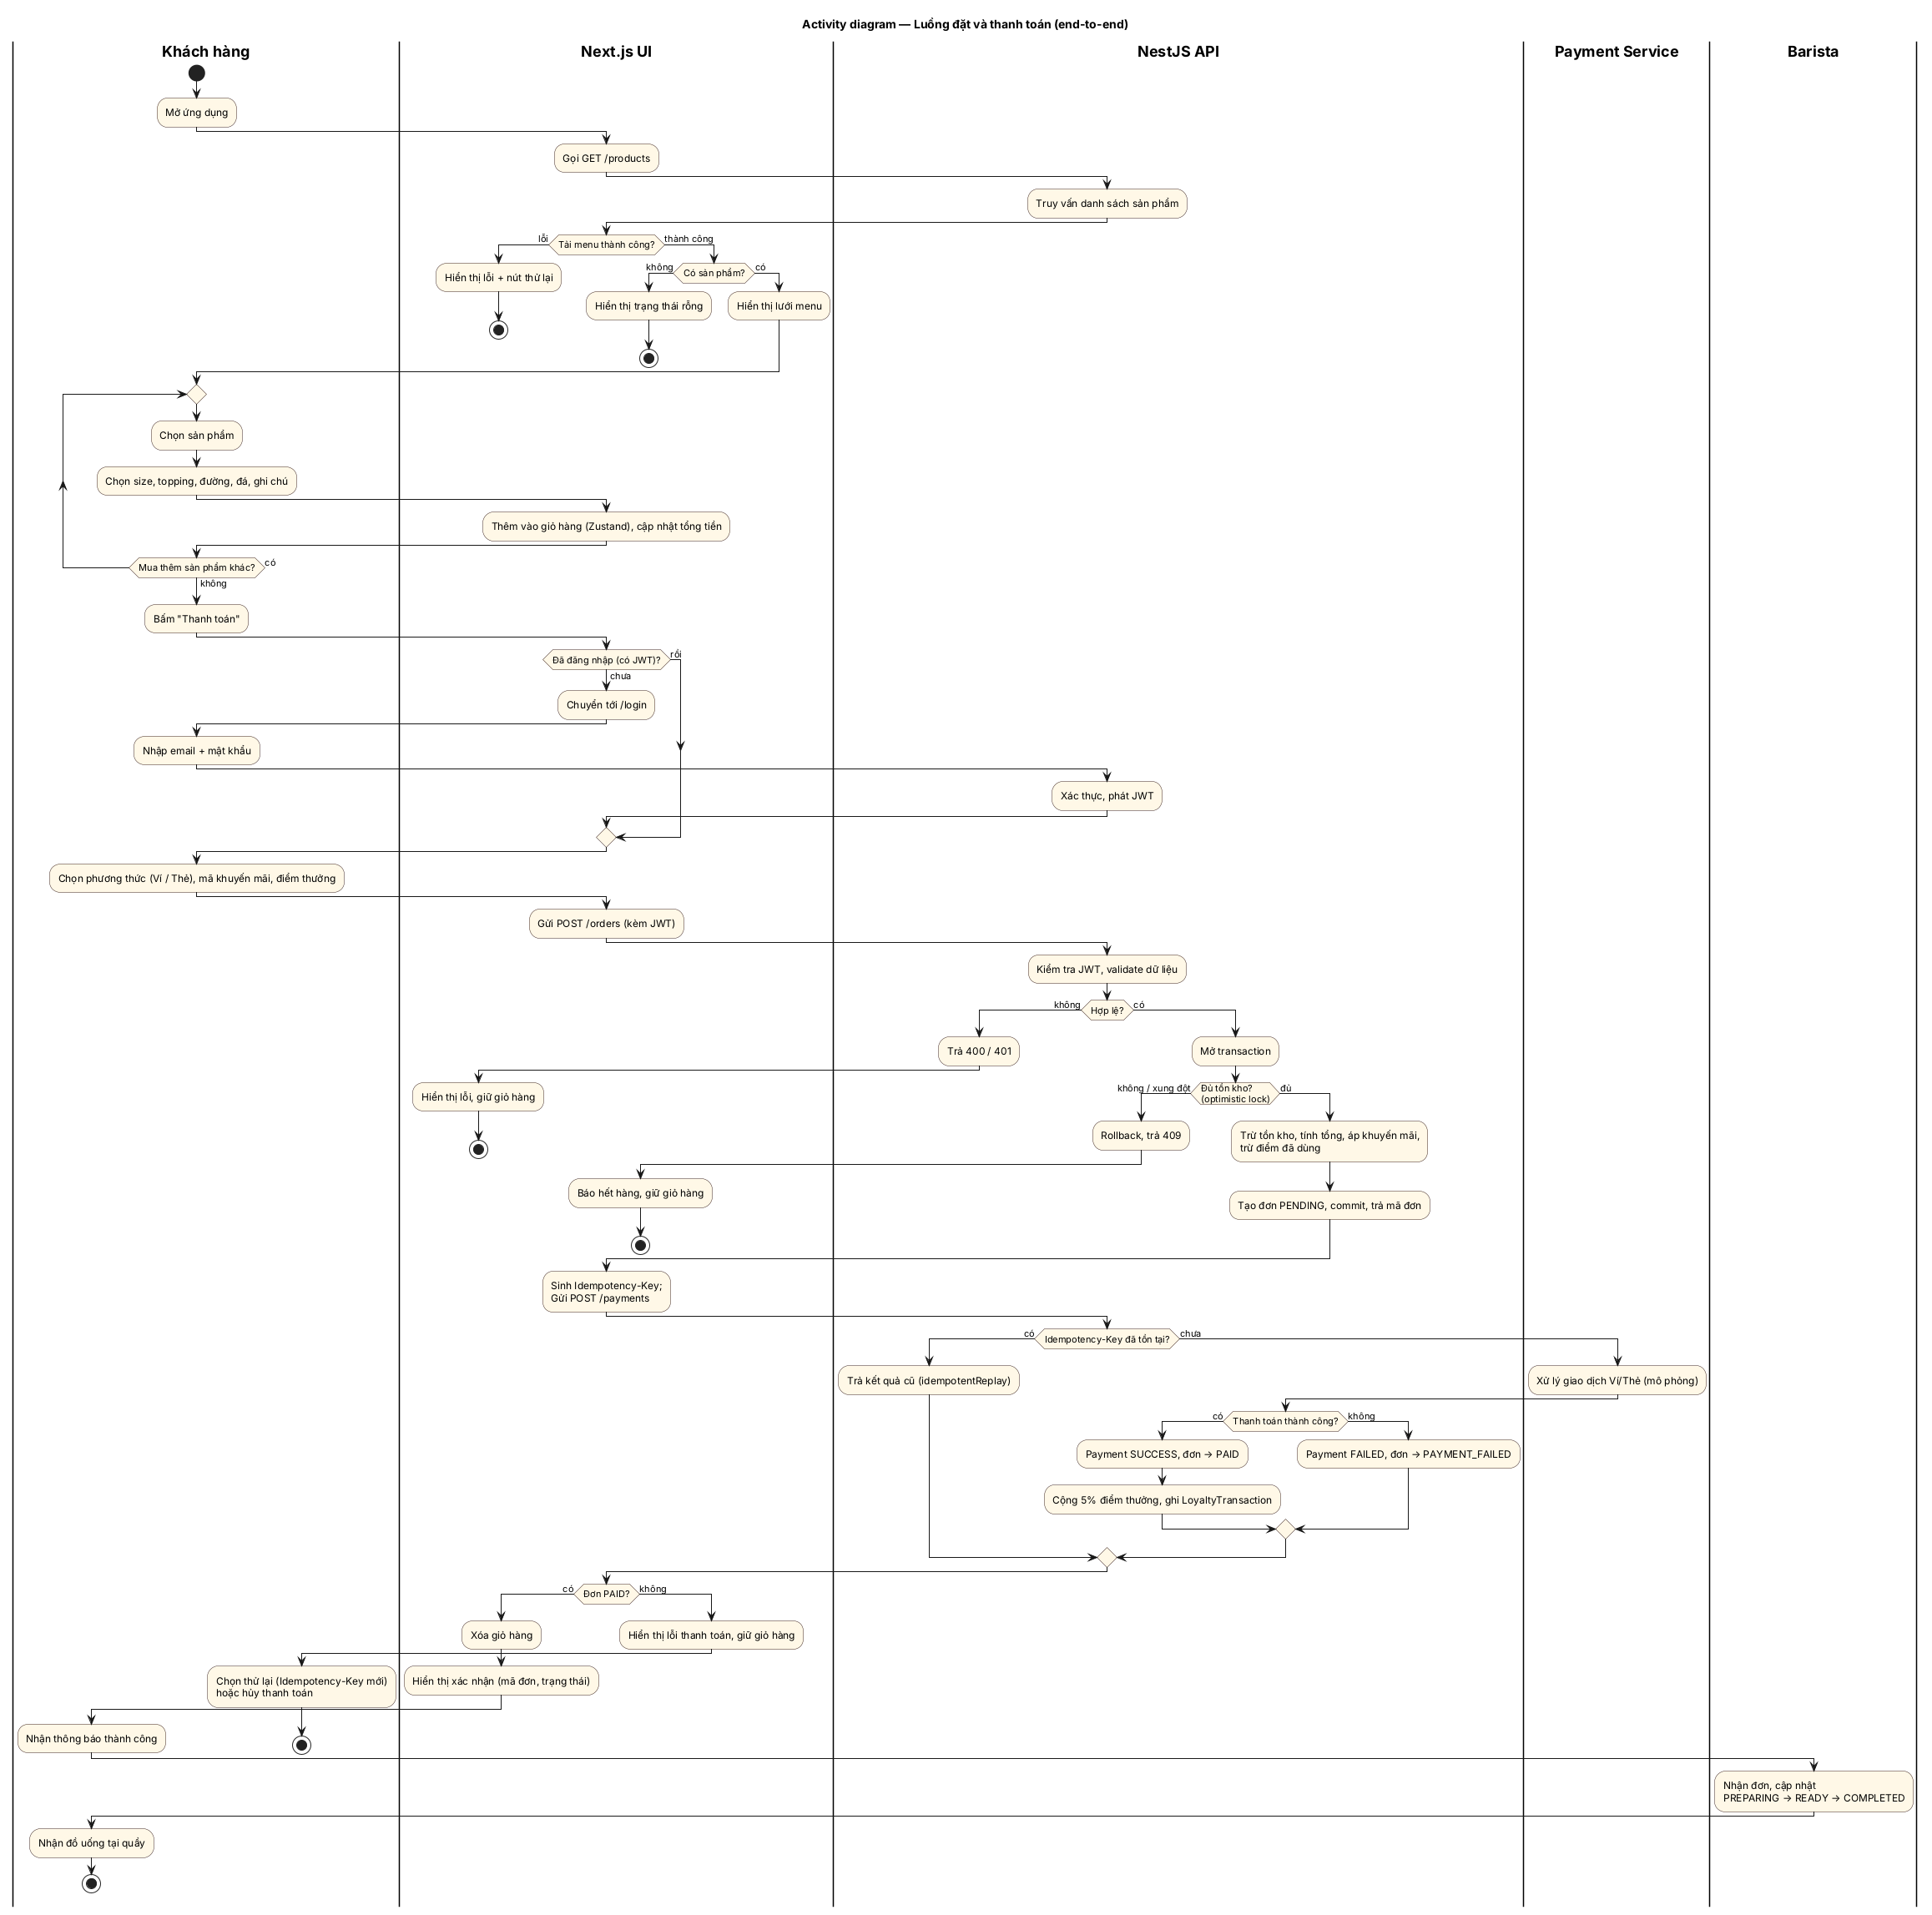 Activity diagram — Luồng đặt và thanh toán (end-to-end)
Khách hàng
Next.js UI
NestJS API
Payment Service
Barista
Mở ứng dụng
Gọi GET /products
Truy vấn danh sách sản phẩm
Tải menu thành công?
lỗi
thành công
Hiển thị lỗi + nút thử lại
Có sản phẩm?
không
có
Hiển thị trạng thái rỗng
Hiển thị lưới menu
Chọn sản phẩm
Chọn size, topping, đường, đá, ghi chú
Thêm vào giỏ hàng (Zustand), cập nhật tổng tiền
Mua thêm sản phẩm khác?
có
không
Bấm "Thanh toán"
Đã đăng nhập (có JWT)?
rồi
chưa
Chuyển tới /login
Nhập email + mật khẩu
Xác thực, phát JWT
Chọn phương thức (Ví / Thẻ), mã khuyến mãi, điểm thưởng
Gửi POST /orders (kèm JWT)
Kiểm tra JWT, validate dữ liệu
không
Hợp lệ?
có
Trả 400 / 401
Mở transaction
Hiển thị lỗi, giữ giỏ hàng
không / xung đột
Đủ tồn kho?
(optimistic lock)
đủ
Rollback, trả 409
Trừ tồn kho, tính tổng, áp khuyến mãi,
trừ điểm đã dùng
Báo hết hàng, giữ giỏ hàng
Tạo đơn PENDING, commit, trả mã đơn
Sinh Idempotency-Key;
Gửi POST /payments
có
Idempotency-Key đã tồn tại?
chưa
Trả kết quả cũ (idempotentReplay)
Xử lý giao dịch Ví/Thẻ (mô phỏng)
có
Thanh toán thành công?
không
Payment SUCCESS, đơn → PAID
Payment FAILED, đơn → PAYMENT_FAILED
Cộng 5% điểm thưởng, ghi LoyaltyTransaction
có
Đơn PAID?
không
Xóa giỏ hàng
Hiển thị lỗi thanh toán, giữ giỏ hàng
Chọn thử lại (Idempotency-Key mới)
hoặc hủy thanh toán
Hiển thị xác nhận (mã đơn, trạng thái)
Nhận thông báo thành công
Nhận đơn, cập nhật
PREPARING → READY → COMPLETED
Nhận đồ uống tại quầy